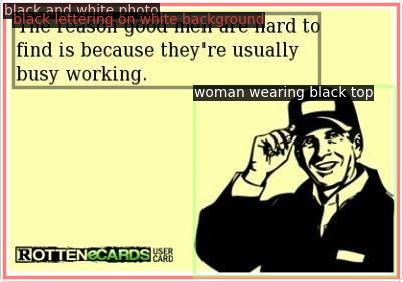 black and white photo
black lettering on white background
The reason good men are hard to
find is because they"re usually
busy working.
woman wearing black top
ROTTENeCARDS USER
CARD